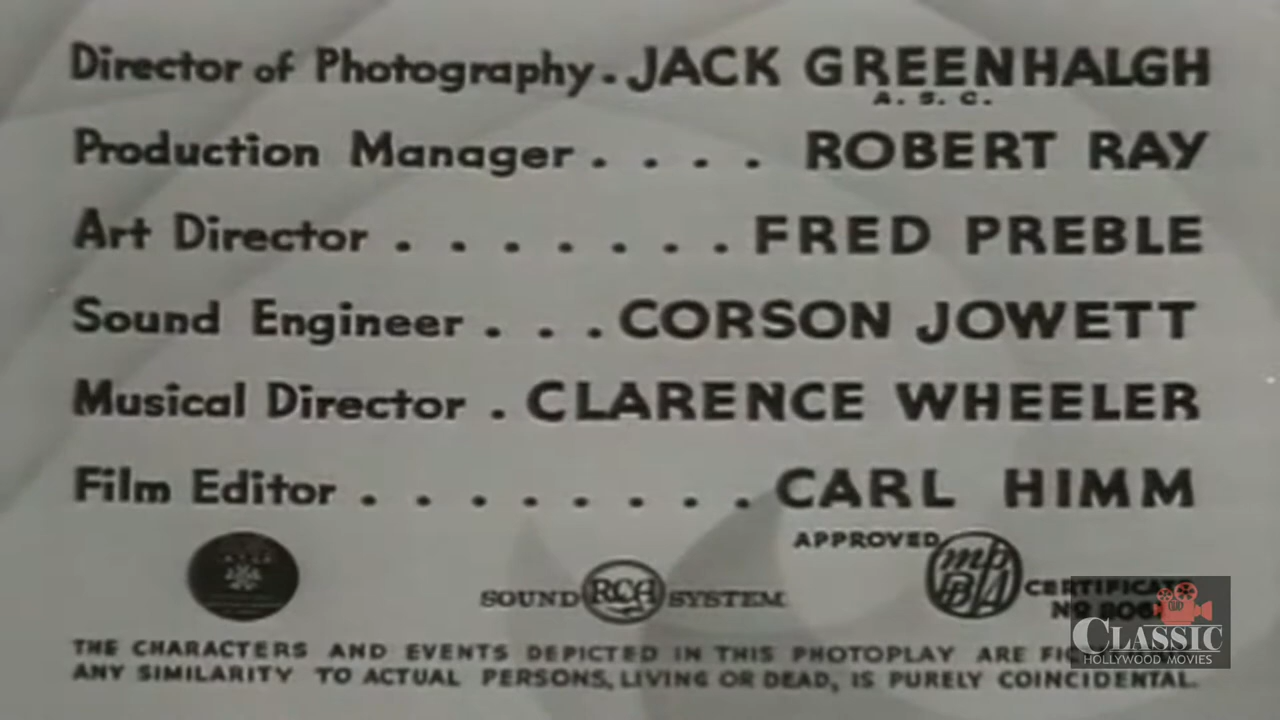 Director of Photography . JACK GREENHALGH
A. S. C.
Production Manager . . . . ROBERT RAY
Art Director . . . . . . . FRED PREBLE
Sound Engineer . . . CORSON JOWETT
Musical Director . CLARENCE WHEELER
Film Editor . . . . . . . . CARL HIMM
APPROVED
SOUND RCA SYSTEM
CERTIFICATE
No
THE CHARACTERS AND EVENTS DEPICTED IN THIS PHOTOPLAY ARE
ANY SIMILARITY TO ACTUAL PERSONS, LIVING OR DEAD, IS PURELY COINCIDENTAL.
CLASSIC
HOLLYWOOD MOVIES